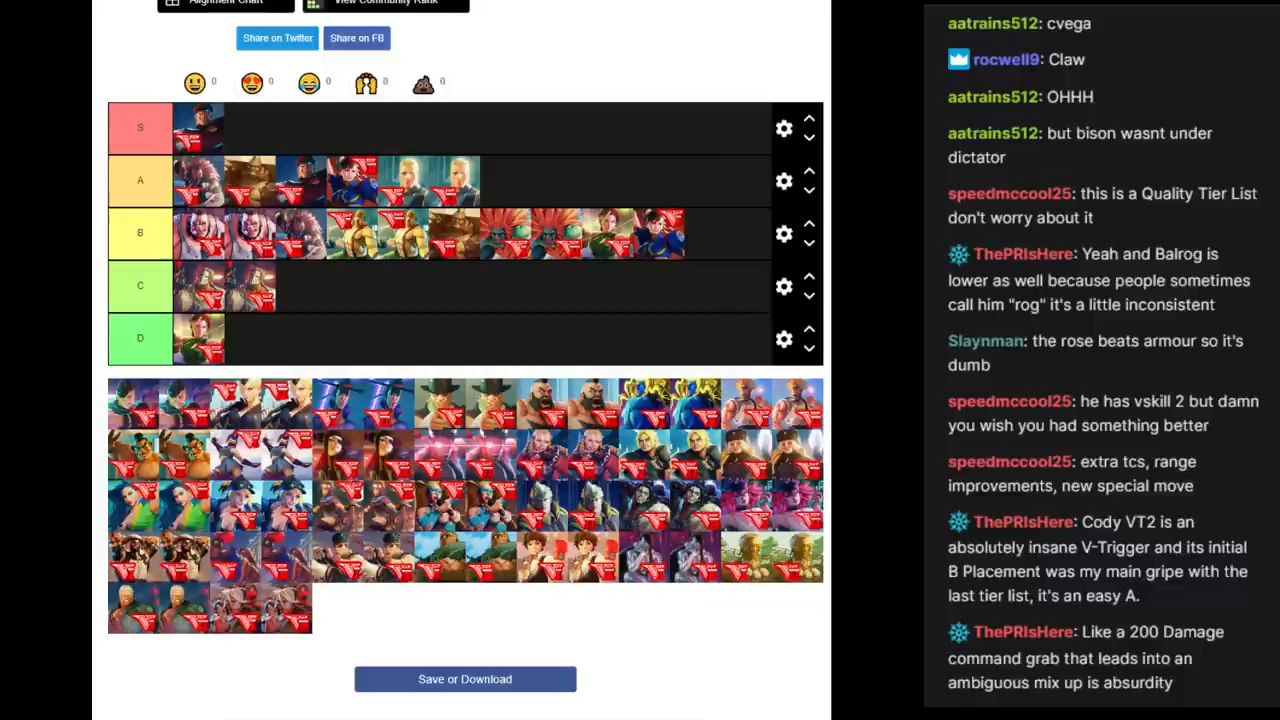 Alignment Chart
View Community Rank
Share on Twitter
Share on FB
0
0
0
0
0
S
A
B
C
D
Save or Download
aatrains512: cvega
rocwell9: Claw
aatrains512: OHHH
aatrains512: but bison wasnt under
dictator
speedmccool25: this is a Quality Tier List
don't worry about it
ThePRIsHere: Yeah and Balrog is
lower as well because people sometimes
call him "rog" it's a little inconsistent
Slaynman: the rose beats armour so it's
dumb
speedmccool25: he has vskill 2 but damn
you wish you had something better
speedmccool25: extra tcs, range
improvements, new special move
ThePRIsHere: Cody VT2 is an
absolutely insane V-Trigger and its initial
B Placement was my main gripe with the
last tier list, it's an easy A.
ThePRIsHere: Like a 200 Damage
command grab that leads into an
ambiguous mix up is absurdity